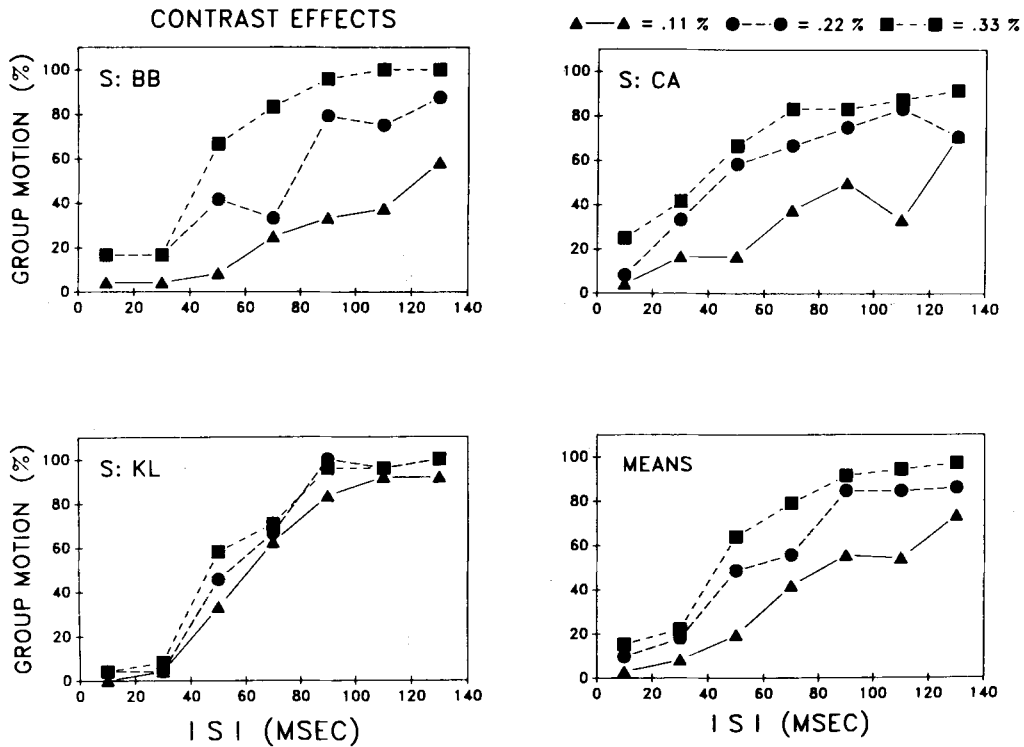 CONTRAST EFFECTS
▲——▲ = .11 % ●– –● = .22 % ■- - -■ = .33 %
GROUP MOTION (%)
S: BB
100
80
60
40
20
0
0 20 40 60 80 100 120 140
S: CA
100
80
60
40
20
0
0 20 40 60 80 100 120 140
GROUP MOTION (%)
S: KL
100
80
60
40
20
0
0 20 40 60 80 100 120 140
I S I (MSEC)
MEANS
100
80
60
40
20
0
0 20 40 60 80 100 120 140
I S I (MSEC)